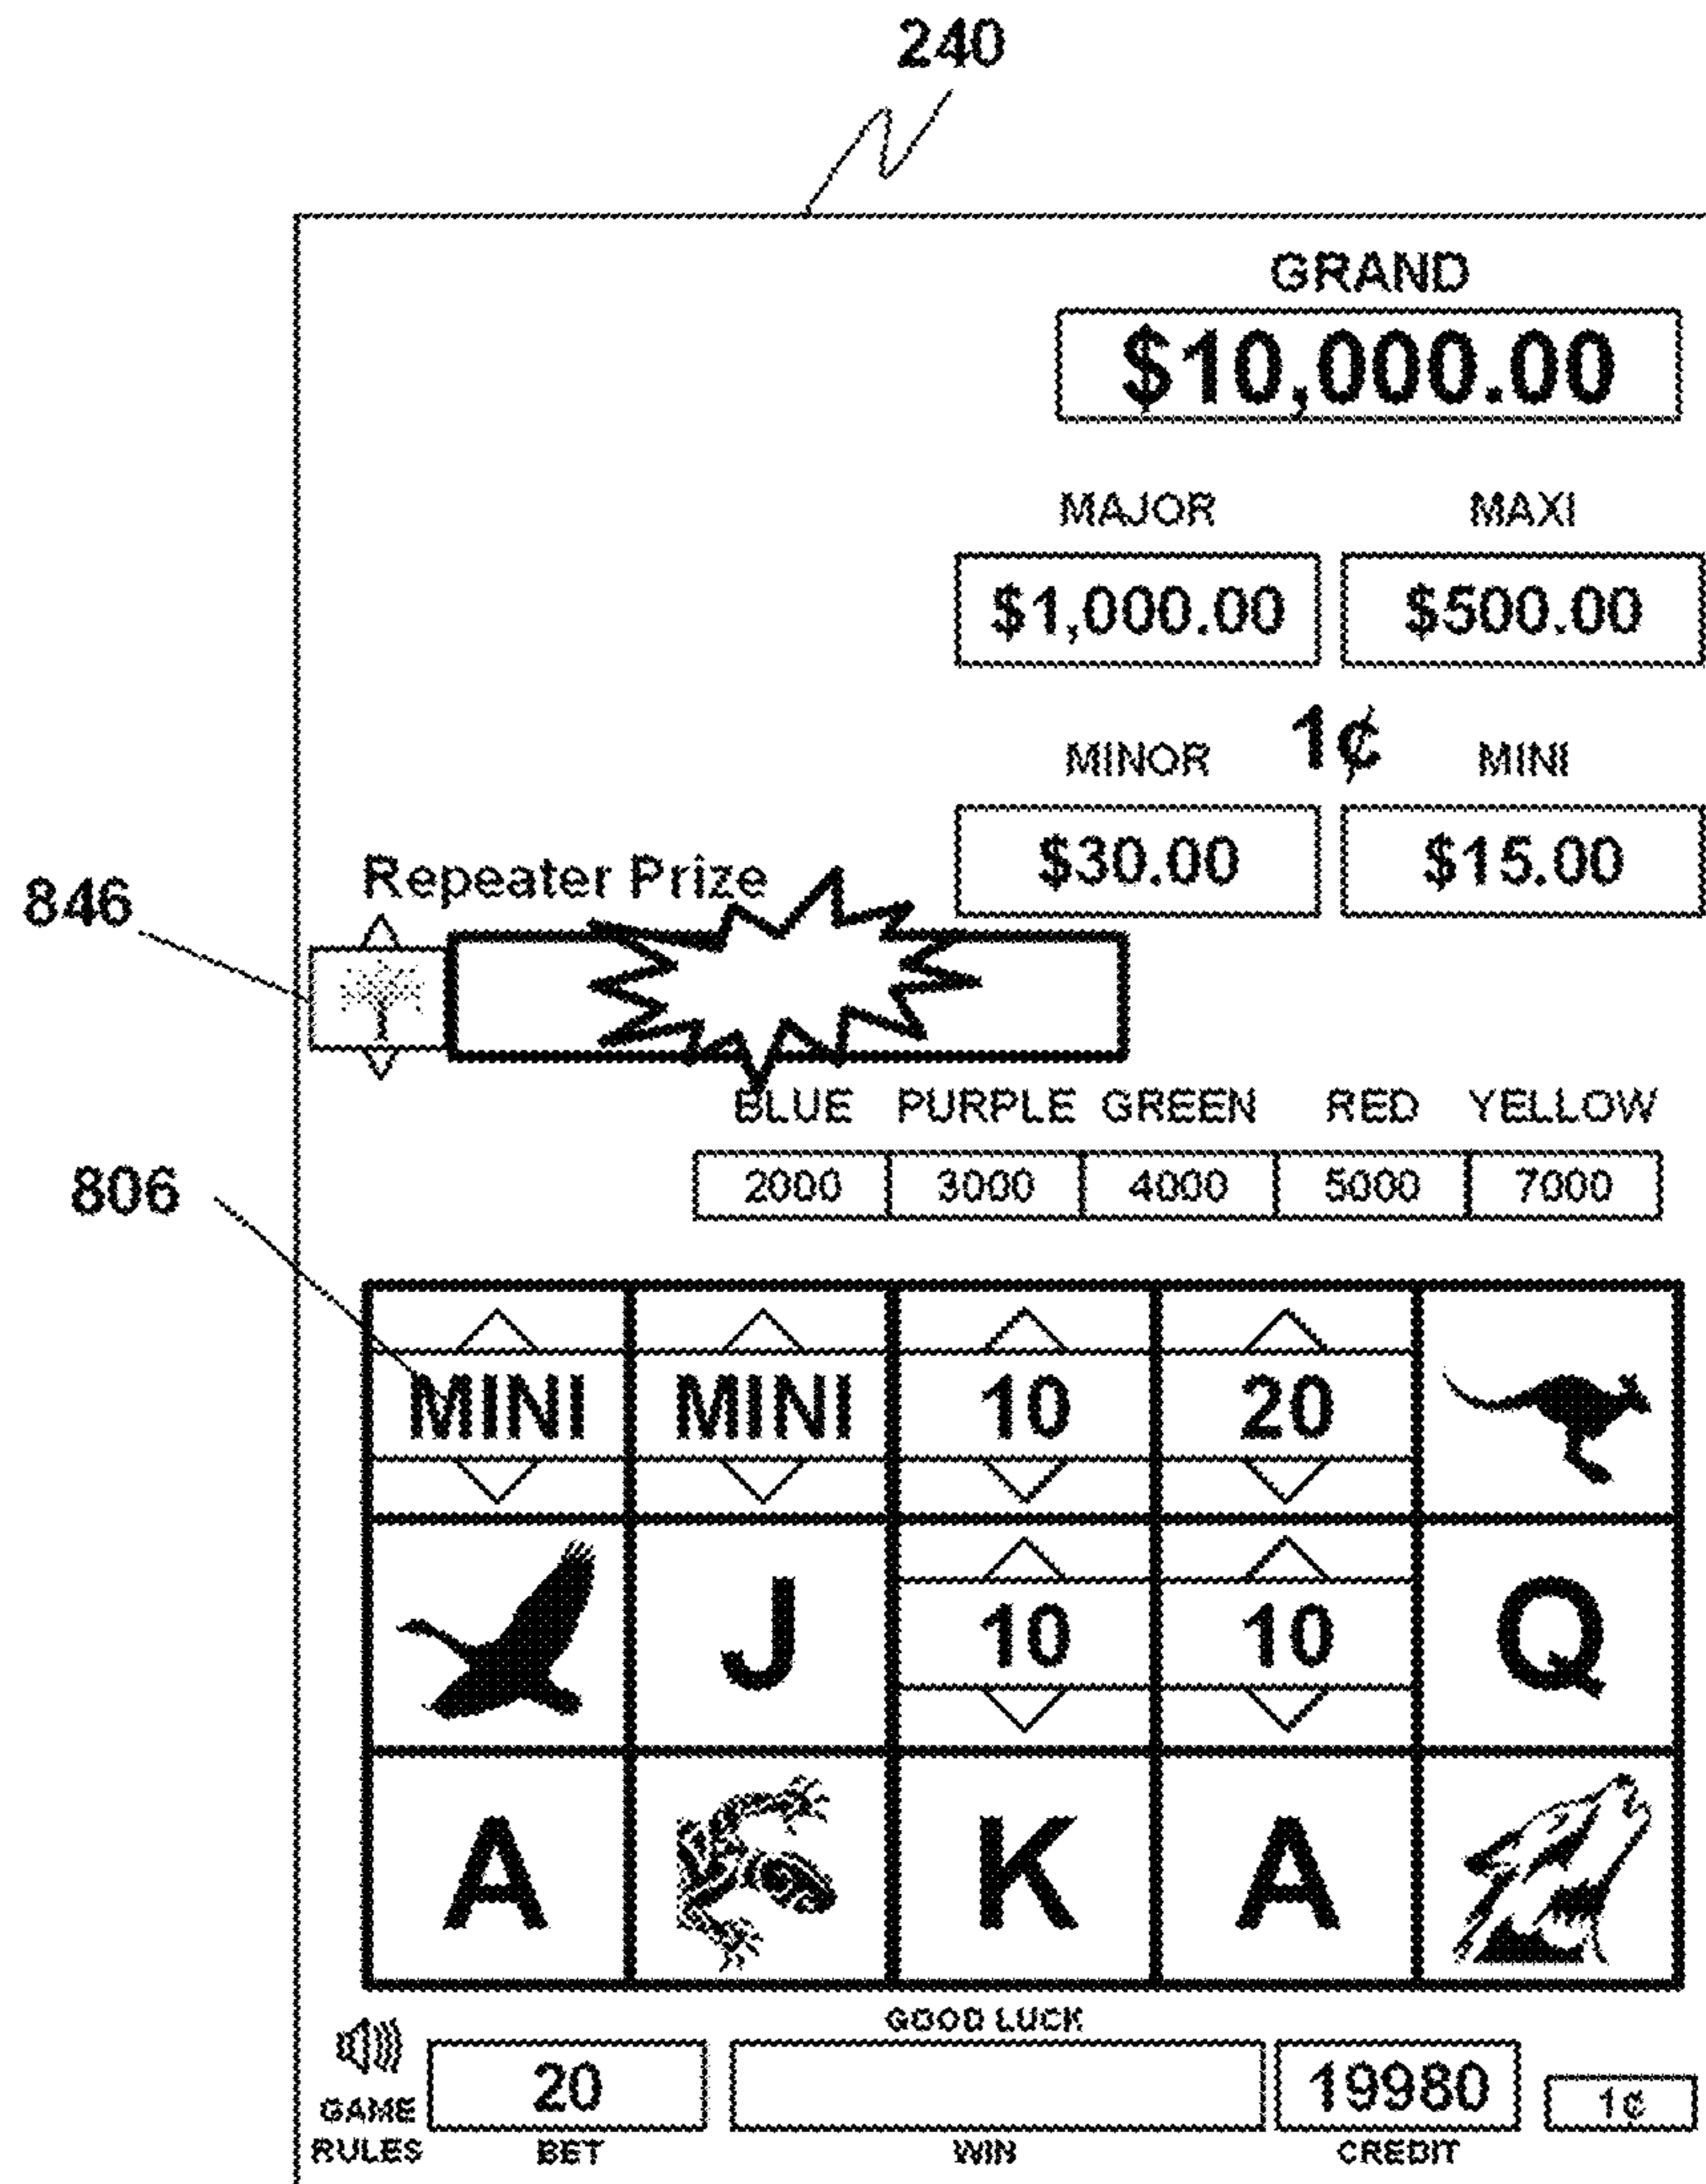 240
GRAND
$10,000.00
MAJOR MAXI
$1,000.00 $500.00
1¢
MINOR MINI
$30.00 $15.00
Repeater Prize
846
BLUE PURPLE GREEN RED YELLOW
2000 3000 4000 5000 7000
806
MINI MINI 10 20
J 10 10 Q
A K A
GOOD LUCK
20 19980 1¢
GAME RULES BET WIN CREDIT